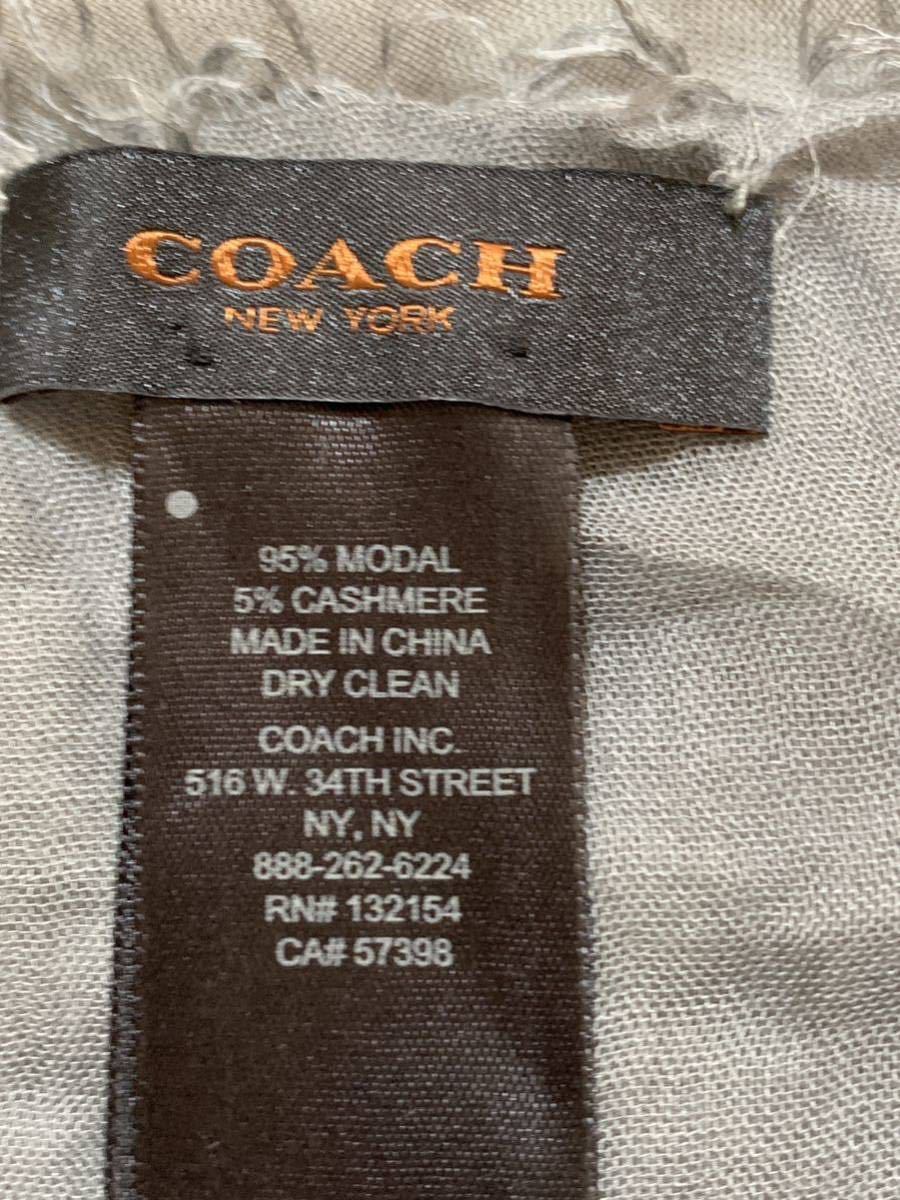 COACH
NEW YORK
95% MODAL
5% CASHMERE
MADE IN CHINA
DRY CLEAN
COACH INC.
516 W. 34TH STREET
NY, NY
888-262-6224
RN# 132154
CA# 57398